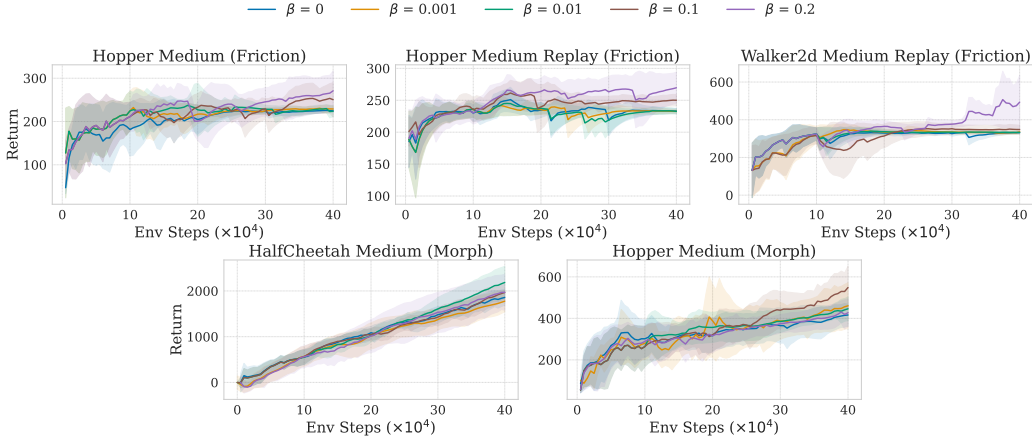 β = 0 β = 0.001 β = 0.01 β = 0.1 β = 0.2
Hopper Medium (Friction) Hopper Medium Replay (Friction) Walker2d Medium Replay (Friction)
Return
300
200
100
0 10 20 30 40
Env Steps (×10⁴)
300
250
200
150
100
0 10 20 30 40
Env Steps (×10⁴)
600
400
200
0
0 10 20 30 40
Env Steps (×10⁴)
HalfCheetah Medium (Morph) Hopper Medium (Morph)
Return
2000
1000
0
0 10 20 30 40
Env Steps (×10⁴)
600
400
200
0 10 20 30 40
Env Steps (×10⁴)